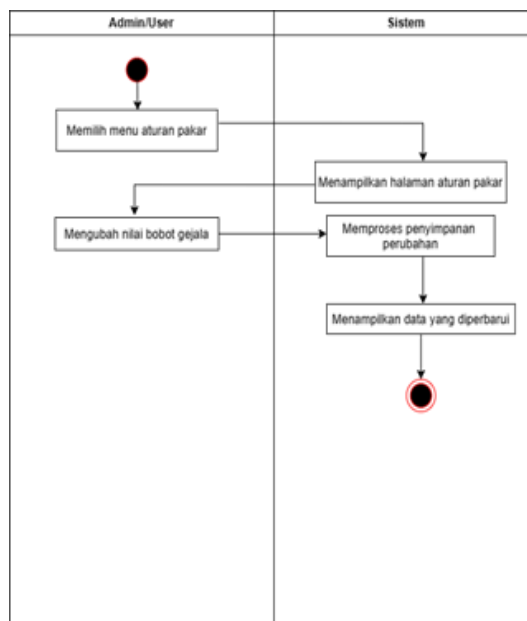 Admin/User
Sistem
Memilih menu aturan pakar
Menampilkan halaman aturan pakar
Mengubah nilai bobot gejala
Memproses penyimpanan
perubahan
Menampilkan data yang diperbarui